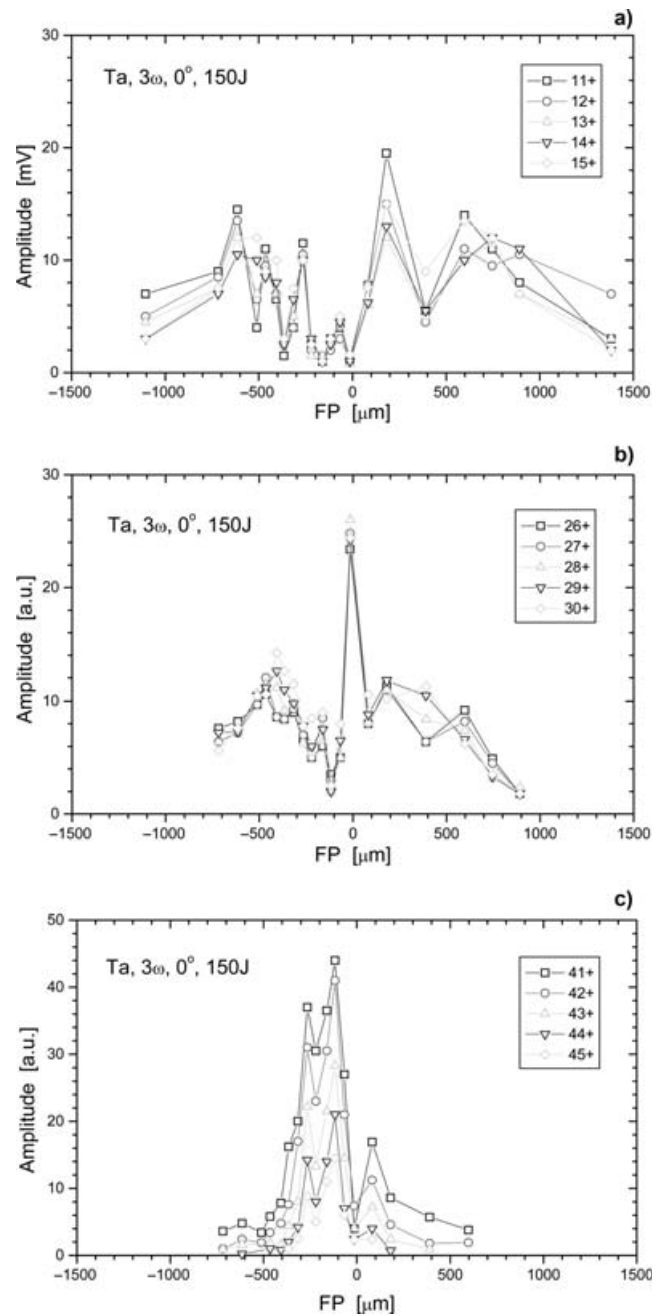 a)
Ta, 3ω, 0°, 150J
11+
12+
13+
14+
15+
Amplitude [mV]
30
20
10
0
−1500 −1000 −500 0 500 1000 1500
FP [μm]
b)
Ta, 3ω, 0°, 150J
26+
27+
28+
29+
30+
Amplitude [a.u.]
30
20
10
0
−1500 −1000 −500 0 500 1000 1500
FP [μm]
c)
Ta, 3ω, 0°, 150J
41+
42+
43+
44+
45+
Amplitude [a.u.]
50
40
30
20
10
0
−1500 −1000 −500 0 500 1000 1500
FP [μm]